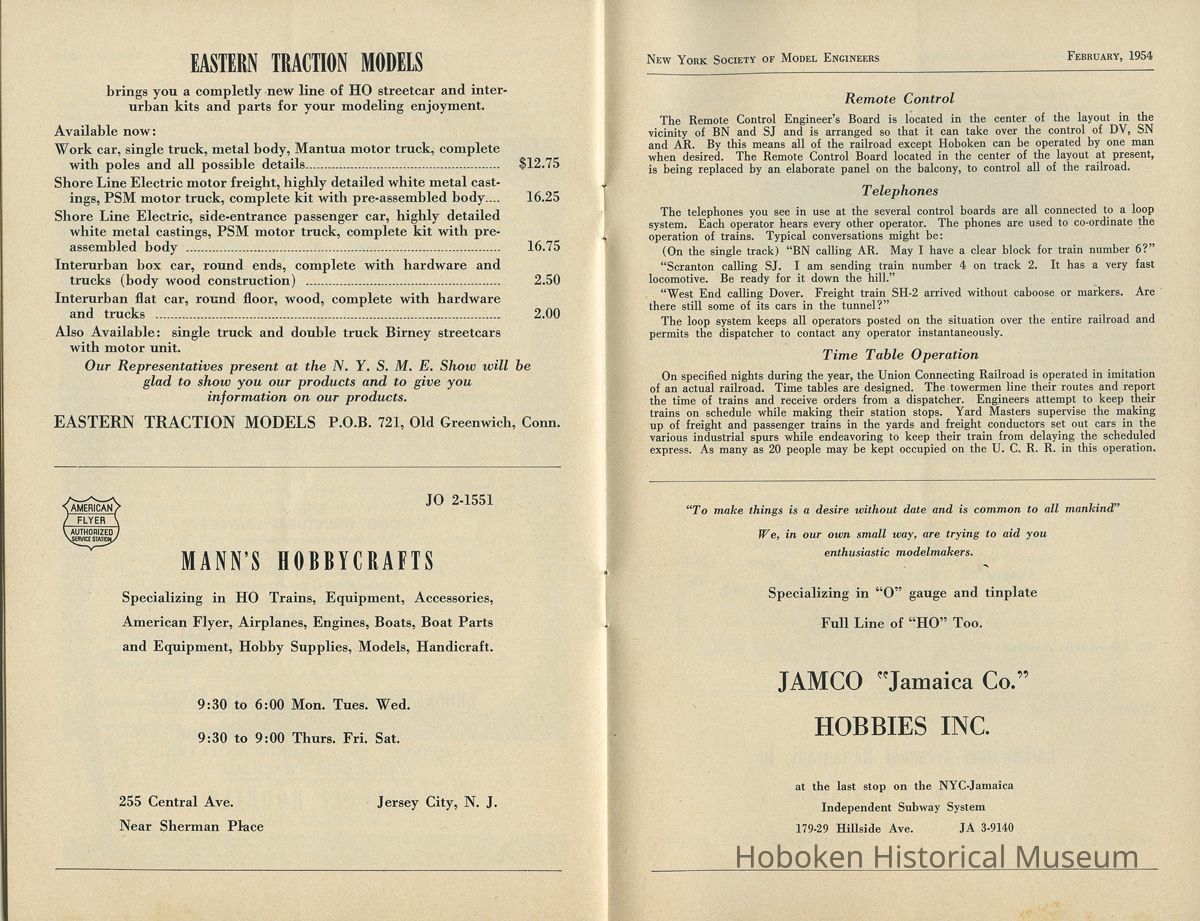 EASTERN TRACTION MODELS
brings you a completly new line of HO streetcar and inter-
urban kits and parts for your modeling enjoyment.
Available now:
Work car, single truck, metal body, Mantua motor truck, complete
with poles and all possible details.................................................... $12.75
Shore Line Electric motor freight, highly detailed white metal cast-
ings, PSM motor truck, complete kit with pre-assembled body.... 16.25
Shore Line Electric, side-entrance passenger car, highly detailed
white metal castings, PSM motor truck, complete kit with pre-
assembled body .................................................................................... 16.75
Interurban box car, round ends, complete with hardware and
trucks (body wood construction) .................................................... 2.50
Interurban flat car, round floor, wood, complete with hardware
and trucks ............................................................................................ 2.00
Also Available: single truck and double truck Birney streetcars
with motor unit.
Our Representatives present at the N. Y. S. M. E. Show will be
glad to show you our products and to give you
information on our products.
EASTERN TRACTION MODELS P.O.B. 721, Old Greenwich, Conn.
AMERICAN
FLYER
AUTHORIZED
SERVICE STATION
JO 2-1551
MANN'S HOBBYCRAFTS
Specializing in HO Trains, Equipment, Accessories,
American Flyer, Airplanes, Engines, Boats, Boat Parts
and Equipment, Hobby Supplies, Models, Handicraft.
9:30 to 6:00 Mon. Tues. Wed.
9:30 to 9:00 Thurs. Fri. Sat.
255 Central Ave. Jersey City, N. J.
Near Sherman Place
New York Society of Model Engineers February, 1954
Remote Control
The Remote Control Engineer's Board is located in the center of the layout in the
vicinity of BN and SJ and is arranged so that it can take over the control of DV, SN
and AR. By this means all of the railroad except Hoboken can be operated by one man
when desired. The Remote Control Board located in the center of the layout at present,
is being replaced by an elaborate panel on the balcony, to control all of the railroad.
Telephones
The telephones you see in use at the several control boards are all connected to a loop
system. Each operator hears every other operator. The phones are used to co-ordinate the
operation of trains. Typical conversations might be:
(On the single track) "BN calling AR. May I have a clear block for train number 6?"
"Scranton calling SJ. I am sending train number 4 on track 2. It has a very fast
locomotive. Be ready for it down the hill."
"West End calling Dover. Freight train SH-2 arrived without caboose or markers. Are
there still some of its cars in the tunnel?"
The loop system keeps all operators posted on the situation over the entire railroad and
permits the dispatcher to contact any operator instantaneously.
Time Table Operation
On specified nights during the year, the Union Connecting Railroad is operated in imitation
of an actual railroad. Time tables are designed. The towermen line their routes and report
the time of trains and receive orders from a dispatcher. Engineers attempt to keep their
trains on schedule while making their station stops. Yard Masters supervise the making
up of freight and passenger trains in the yards and freight conductors set out cars in the
various industrial spurs while endeavoring to keep their train from delaying the scheduled
express. As many as 20 people may be kept occupied on the U. C. R. R. in this operation.
"To make things is a desire without date and is common to all mankind"
We, in our own small way, are trying to aid you
enthusiastic modelmakers.
Specializing in "O" gauge and tinplate
Full Line of "HO" Too.
JAMCO "Jamaica Co."
HOBBIES INC.
at the last stop on the NYC-Jamaica
Independent Subway System
179-29 Hillside Ave. JA 3-9140
Hoboken Historical Museum